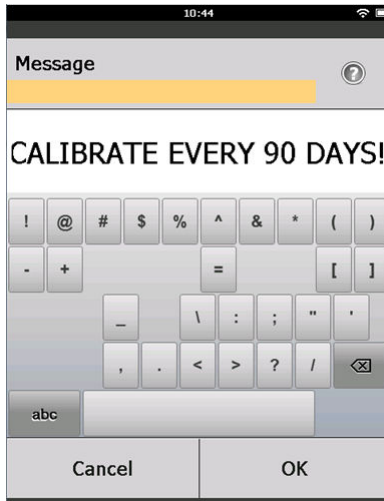 10:44
Message
?
CALIBRATE EVERY 90 DAYS!
! @ # $ % ^ & * ( )
- + = [ ]
_ \ : ; " '
, . < > ? /
abc
Cancel OK